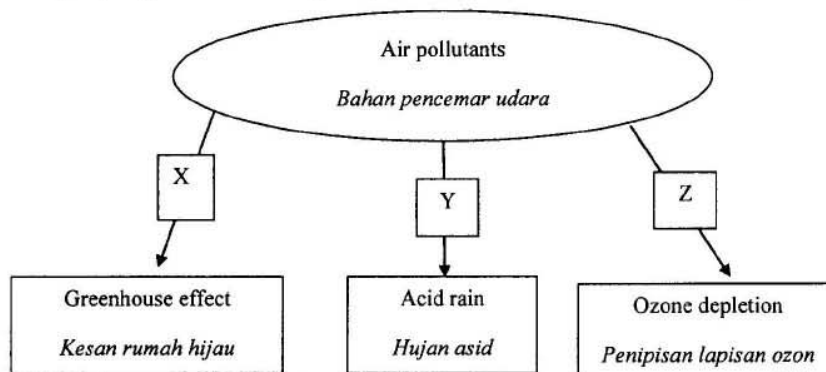 Air pollutants
Bahan pencemar udara
X
Y
Z
Greenhouse effect
Kesan rumah hijau
Acid rain
Hujan asid
Ozone depletion
Penipisan lapisan ozon